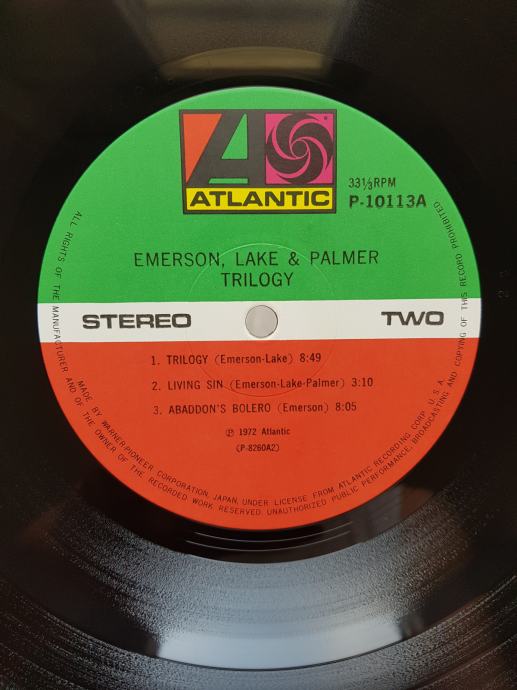 ATLANTIC
33⅓RPM
P-10113A
EMERSON, LAKE & PALMER
TRILOGY
STEREO
TWO
1. TRILOGY (Emerson-Lake) 8:49
2. LIVING SIN (Emerson-Lake-Palmer) 3:10
3. ABADDON'S BOLERO (Emerson) 8:05
℗ 1972 Atlantic
(P-8260A2)
MADE BY WARNER-PIONEER CORPORATION, JAPAN, UNDER LICENSE FROM ATLANTIC RECORDING CORP. U.S.A.
ALL RIGHTS OF THE MANUFACTURER AND OF THE OWNER OF THE RECORDED WORK RESERVED. UNAUTHORIZED PUBLIC PERFORMANCE, BROADCASTING AND COPYING OF THIS RECORD PROHIBITED